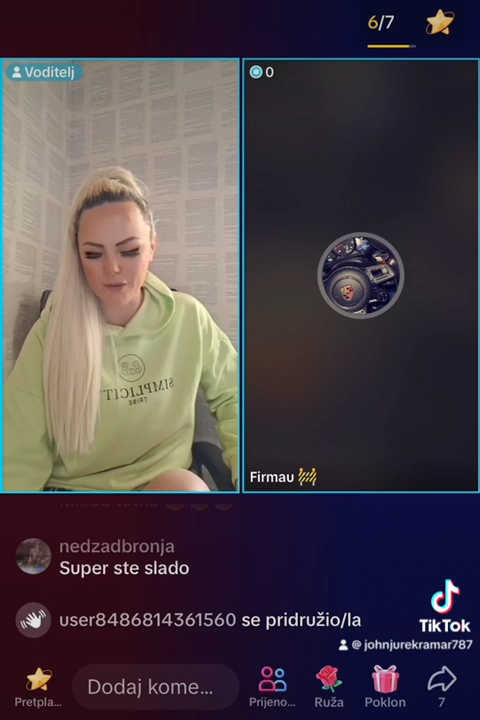 6/7
Voditelj
0
SIMPLICITY
TRIBE
Firmau
nedzadbronja
Super ste slado
user8486814361560 se pridružio/la
TikTok
@johnjurekramar787
Pretpla...
Dodaj kome...
Prijeno...
Ruža
Poklon
7